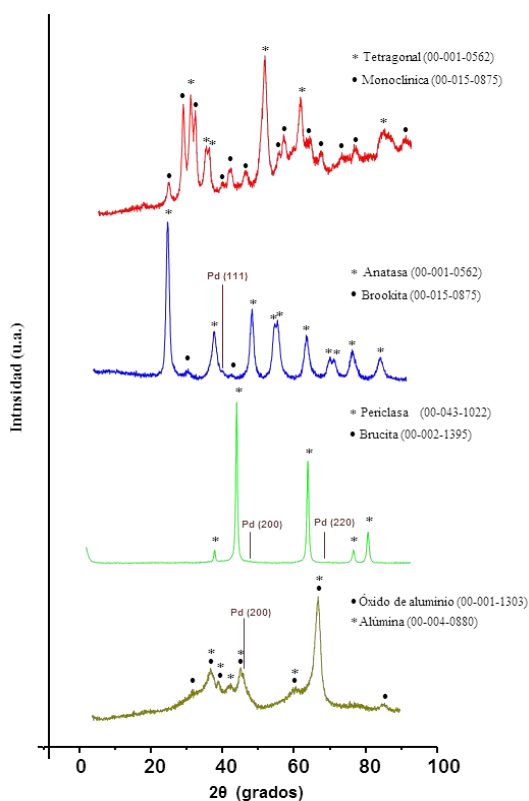 * Tetragonal (00-001-0562)
• Monoclínica (00-015-0875)
* Anatasa (00-001-0562)
• Brookita (00-015-0875)
Pd (111)
* Periclasa (00-043-1022)
• Brucita (00-002-1395)
Pd (200)
Pd (220)
• Óxido de aluminio (00-001-1303)
* Alúmina (00-004-0880)
Pd (200)
Intnsidad (u.a.)
0 20 40 60 80 100
2θ (grados)